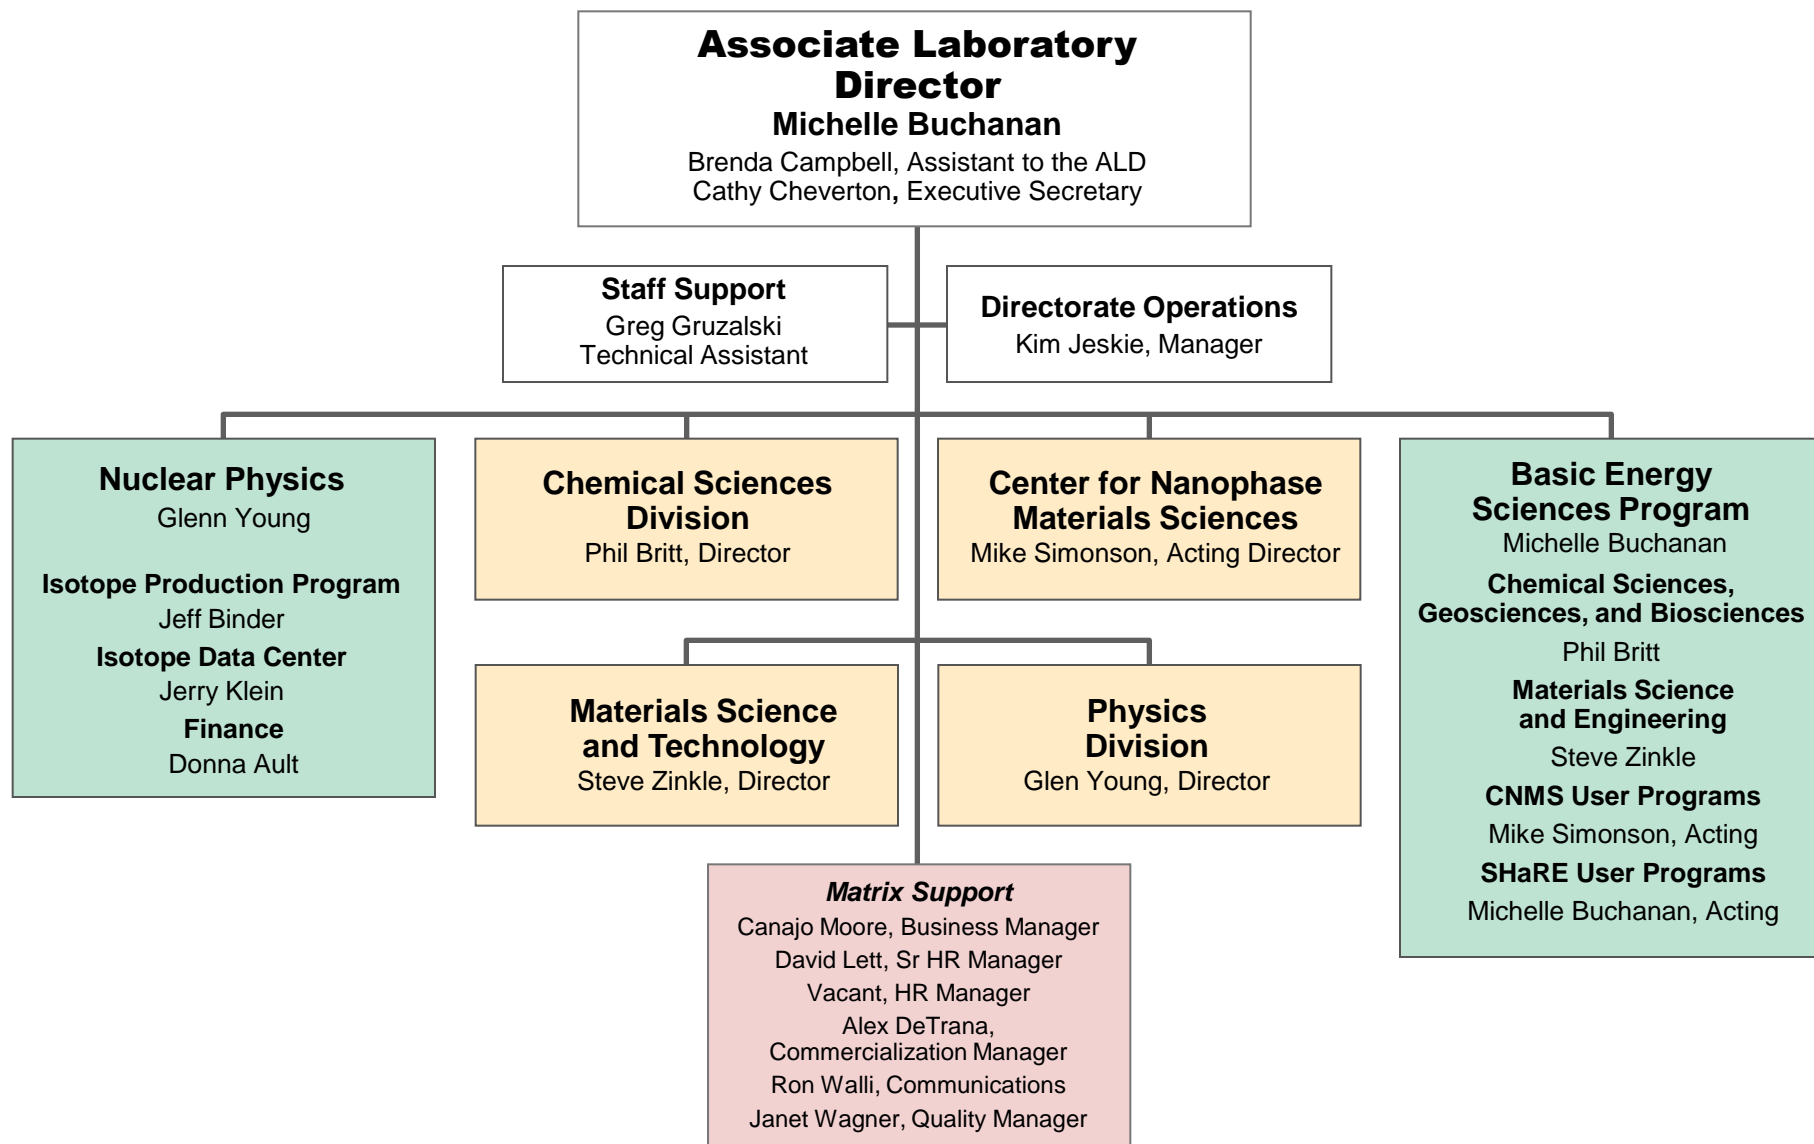 Associate Laboratory
Director
Michelle Buchanan
Brenda Campbell, Assistant to the ALD
Cathy Cheverton, Executive Secretary
Staff Support
Greg Gruzalski
Technical Assistant
Directorate Operations
Kim Jeskie, Manager
Nuclear Physics
Glenn Young
Isotope Production Program
Jeff Binder
Isotope Data Center
Jerry Klein
Finance
Donna Ault
Chemical Sciences
Division
Phil Britt, Director
Center for Nanophase
Materials Sciences
Mike Simonson, Acting Director
Basic Energy
Sciences Program
Michelle Buchanan
Chemical Sciences,
Geosciences, and Biosciences
Phil Britt
Materials Science
and Engineering
Steve Zinkle
CNMS User Programs
Mike Simonson, Acting
SHaRE User Programs
Michelle Buchanan, Acting
Materials Science
and Technology
Steve Zinkle, Director
Physics
Division
Glen Young, Director
Matrix Support
Canajo Moore, Business Manager
David Lett, Sr HR Manager
Vacant, HR Manager
Alex DeTrana,
Commercialization Manager
Ron Walli, Communications
Janet Wagner, Quality Manager